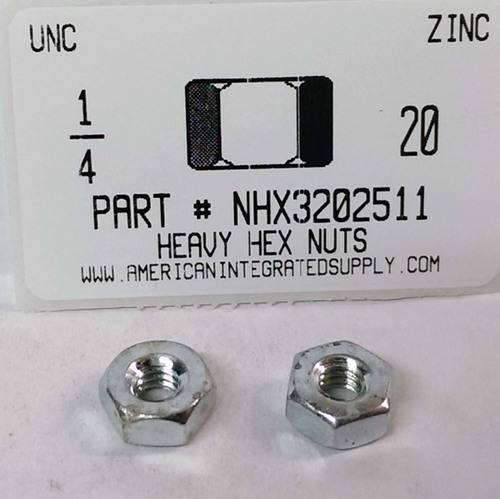 UNC ZINC
1/4 20
PART # NHX3202511
HEAVY HEX NUTS
WWW.AMERICANINTEGRATEDSUPPLY.COM